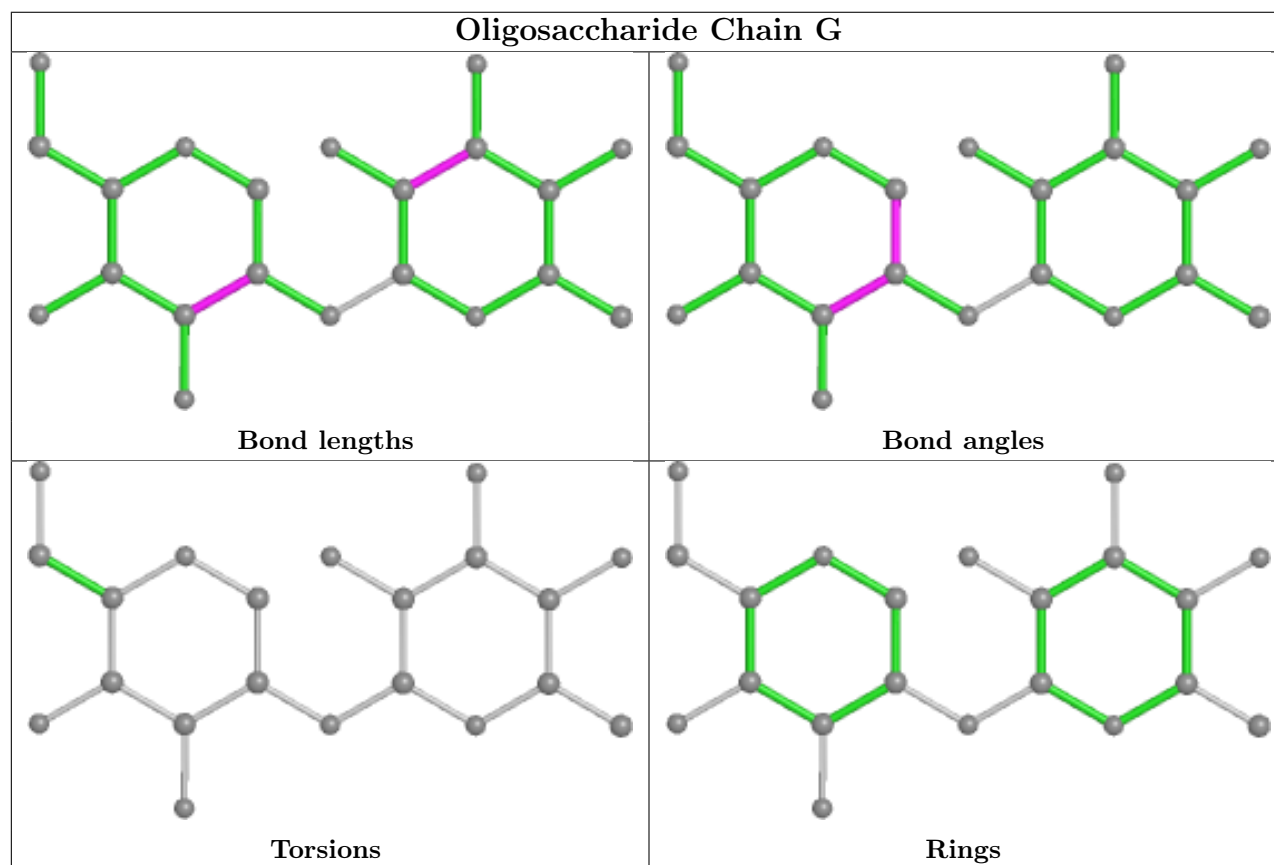 Oligosaccharide Chain G
Bond lengths
Bond angles
Torsions
Rings